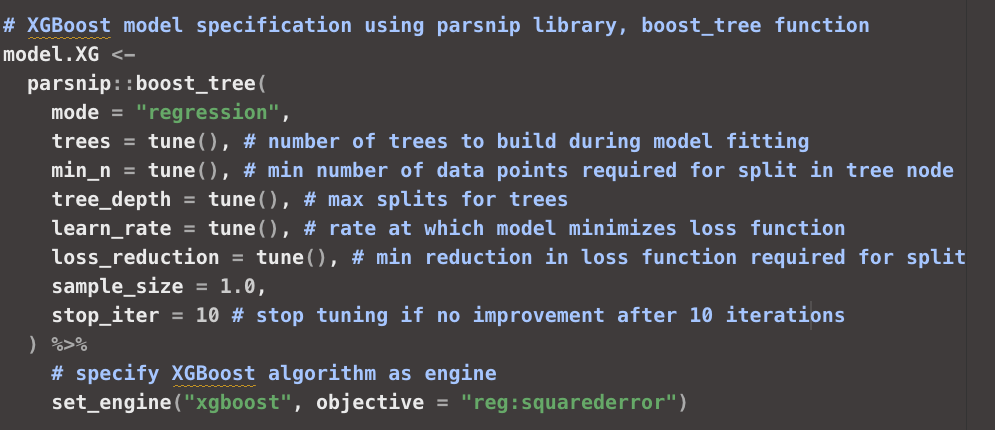 # XGBoost model specification using parsnip library, boost_tree function
model.XG <-
  parsnip::boost_tree(
    mode = "regression",
    trees = tune(), # number of trees to build during model fitting
    min_n = tune(), # min number of data points required for split in tree node
    tree_depth = tune(), # max splits for trees
    learn_rate = tune(), # rate at which model minimizes loss function
    loss_reduction = tune(), # min reduction in loss function required for split
    sample_size = 1.0,
    stop_iter = 10 # stop tuning if no improvement after 10 iterations
  ) %>%
    # specify XGBoost algorithm as engine
    set_engine("xgboost", objective = "reg:squarederror")